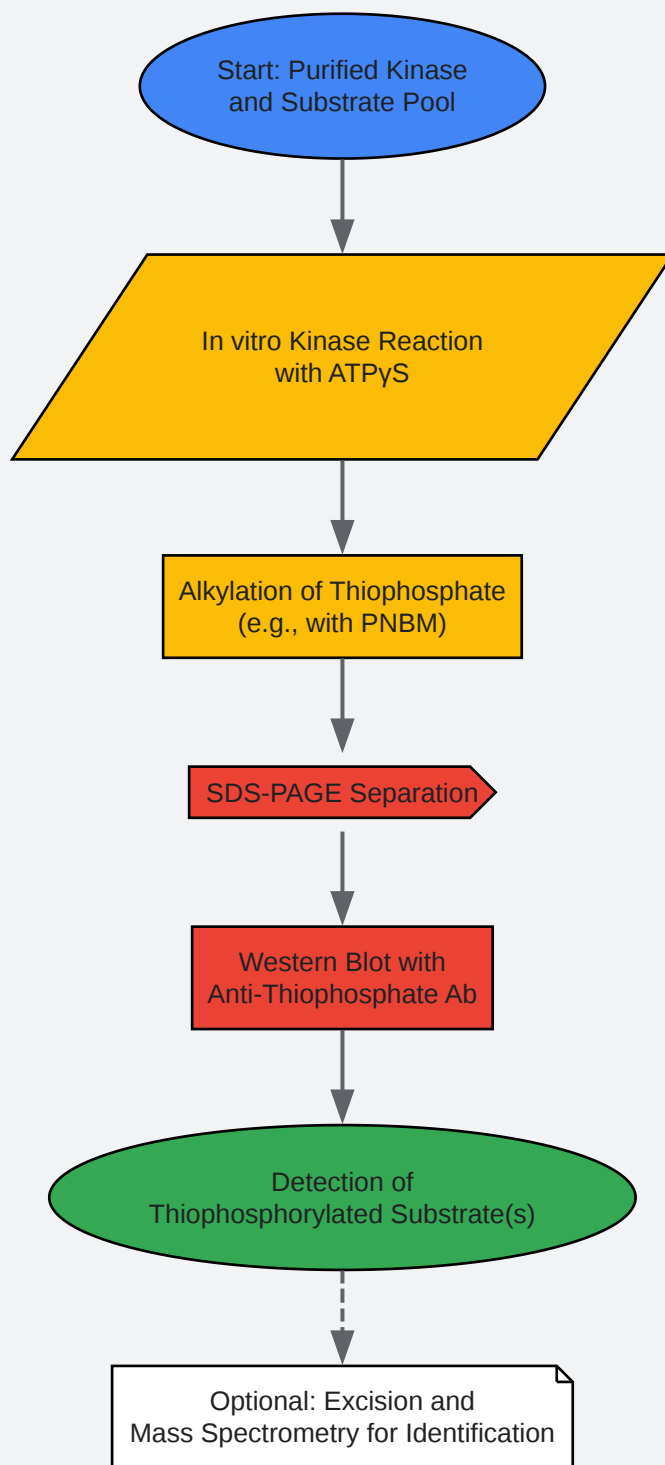 Start: Purified Kinase
and Substrate Pool
In vitro Kinase Reaction
with ATPγS
Alkylation of Thiophosphate
(e.g., with PNBM)
SDS-PAGE Separation
Western Blot with
Anti-Thiophosphate Ab
Detection of
Thiophosphorylated Substrate(s)
Optional: Excision and
Mass Spectrometry for Identification